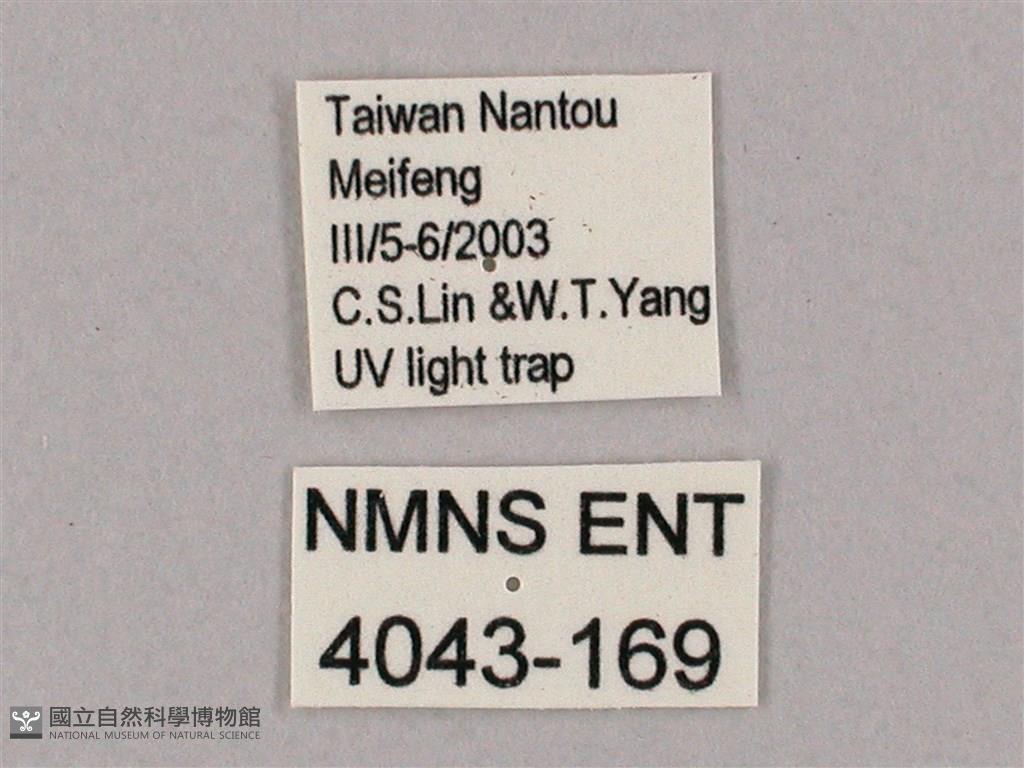 Taiwan Nantou
Meifeng
III/5-6/2003
C.S.Lin &W.T.Yang
UV light trap
NMNS ENT
4043-169
國立自然科學博物館
NATIONAL MUSEUM OF NATURAL SCIENCE